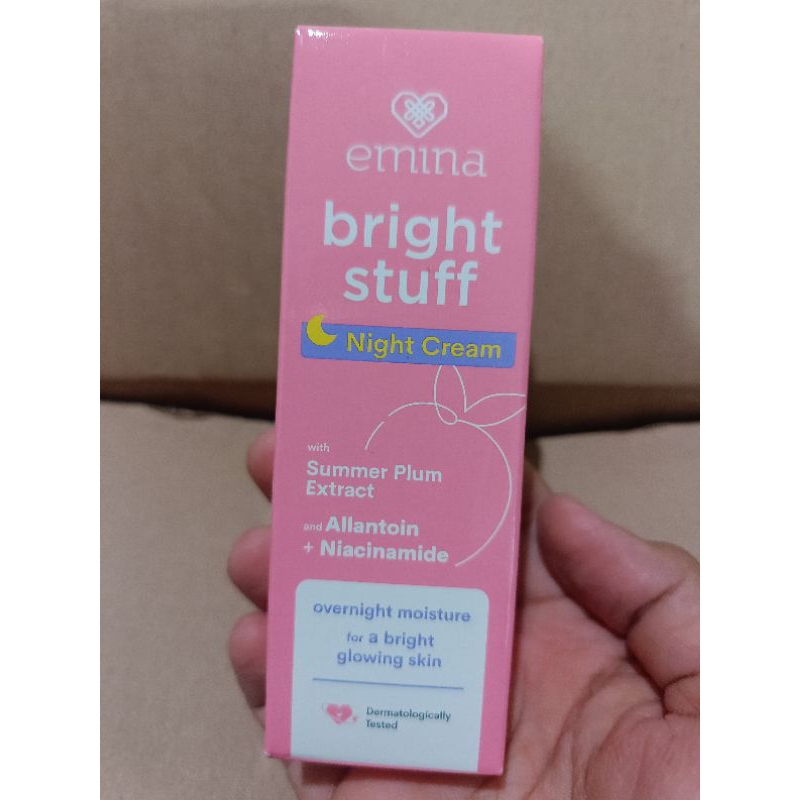 emina
bright
stuff
Night Cream
with
Summer Plum
Extract
and Allantoin
+ Niacinamide
overnight moisture
for a bright
glowing skin
Dermatologically
Tested